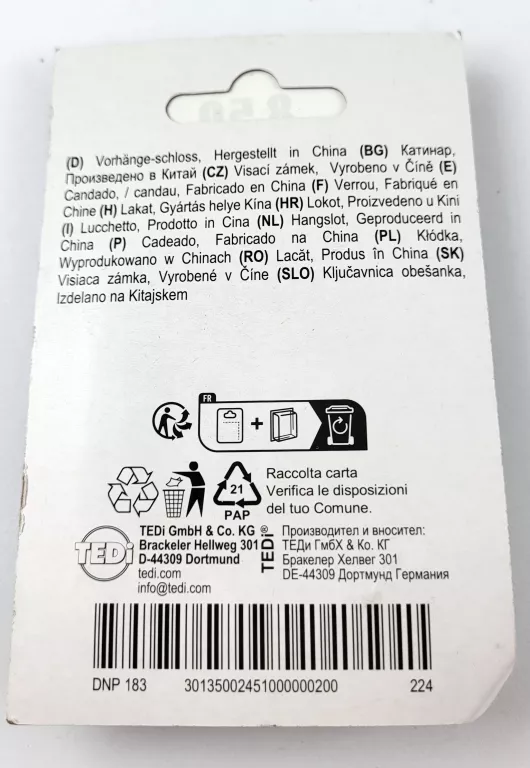 (D) Vorhänge-schloss, Hergestellt in China (BG) Катинар,
Произведено в Китай (CZ) Visací zámek, Vyrobeno v Číně (E)
Candado, / candau, Fabricado en China (F) Verrou, Fabriqué en
Chine (H) Lakat, Gyártás helye Kína (HR) Lokot, Proizvedeno u Kini
(I) Lucchetto, Prodotto in Cina (NL) Hangslot, Geproduceerd in
China (P) Cadeado, Fabricado na China (PL) Kłódka,
Wyprodukowano w Chinach (RO) Lacăt, Produs în China (SK)
Visiaca zámka, Vyrobené v Číne (SLO) Ključavnica obešanka,
Izdelano na Kitajskem
FR
+
21
PAP
Raccolta carta
Verifica le disposizioni
del tuo Comune.
TEDi
TEDi GmbH & Co. KG
Brackeler Hellweg 301
D-44309 Dortmund
tedi.com
info@tedi.com
TEDi®
Производител и вносител:
ТЕДи ГмбХ & Ко. КГ
Бракелер Хелвег 301
DE-44309 Дортмунд Германия
DNP 183 30135002451000000200 224